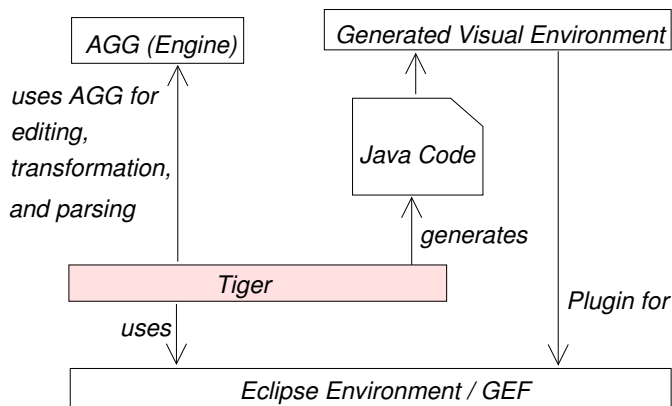 AGG (Engine)
Generated Visual Environment
uses AGG for
editing,
transformation,
and parsing
Java Code
generates
Tiger
uses
Plugin for
Eclipse Environment / GEF